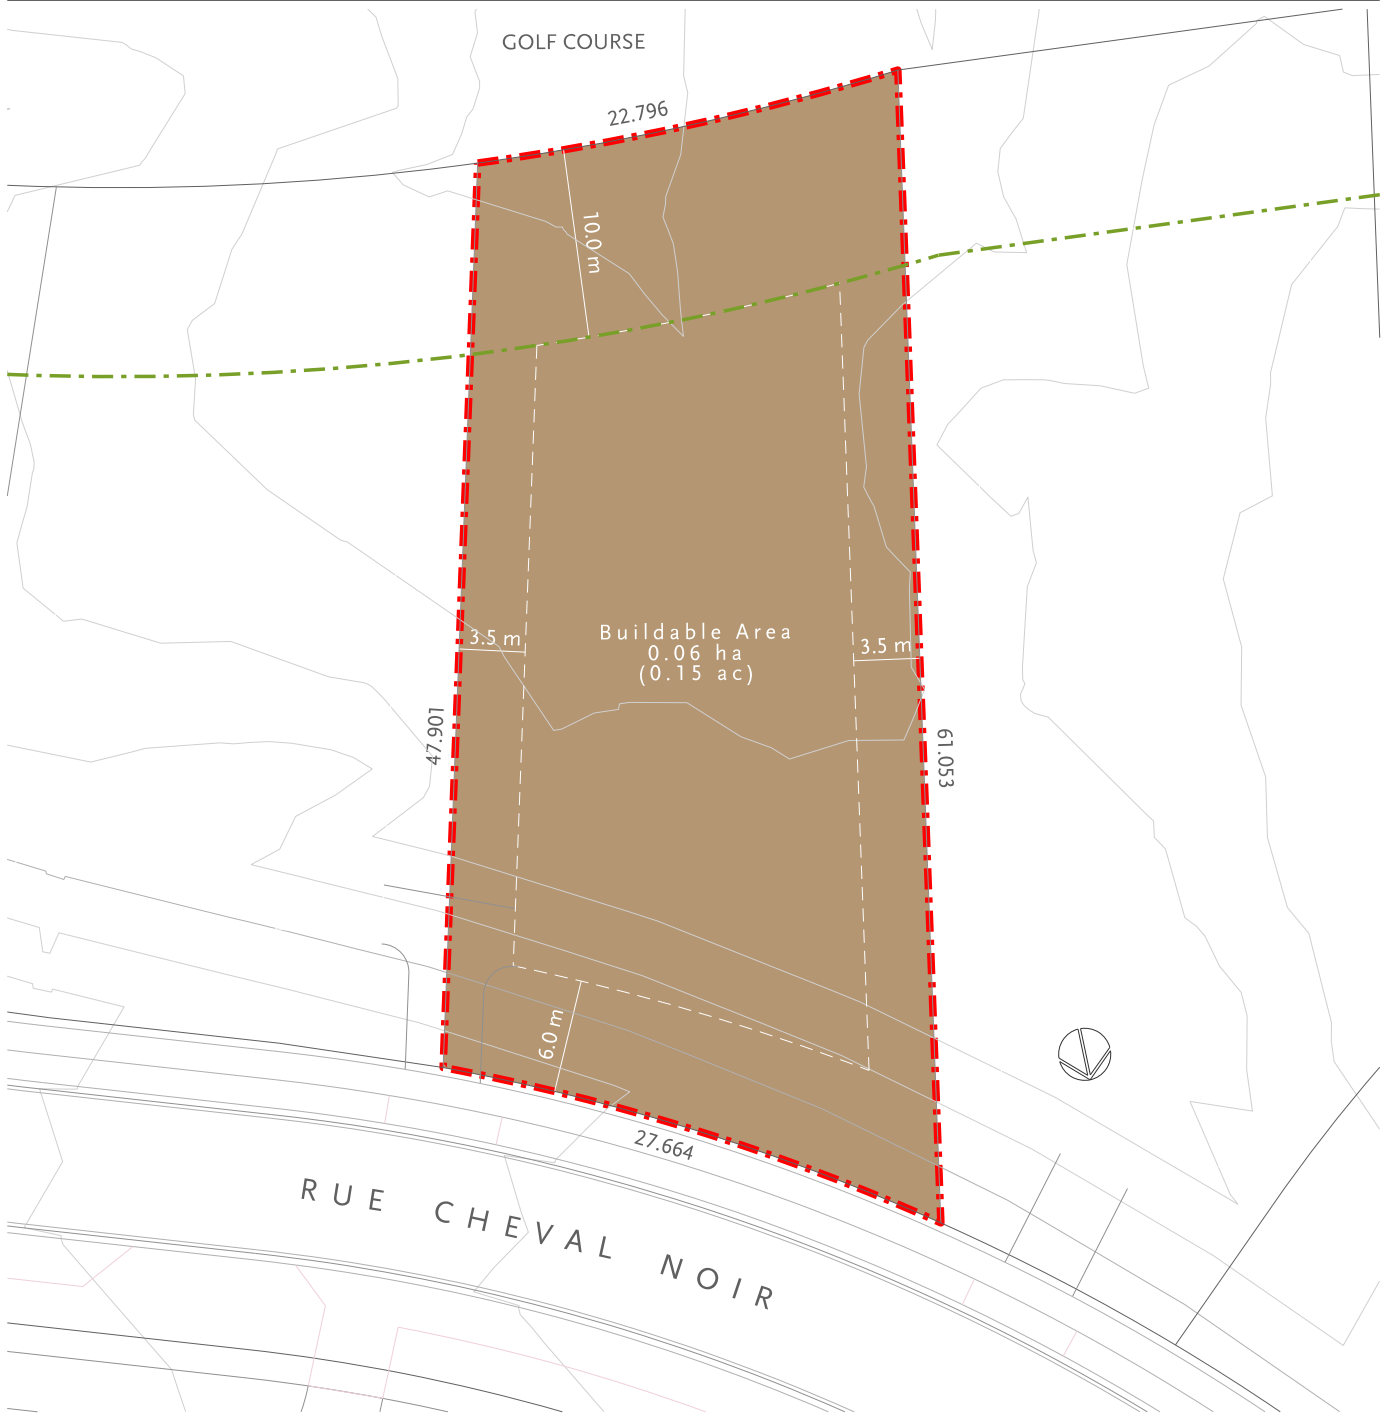 GOLF COURSE
22.796
10.0 m
Buildable Area
0.06 ha
(0.15 ac)
3.5 m
3.5 m
47.901
61.053
6.0 m
27.664
RUE CHEVAL NOIR